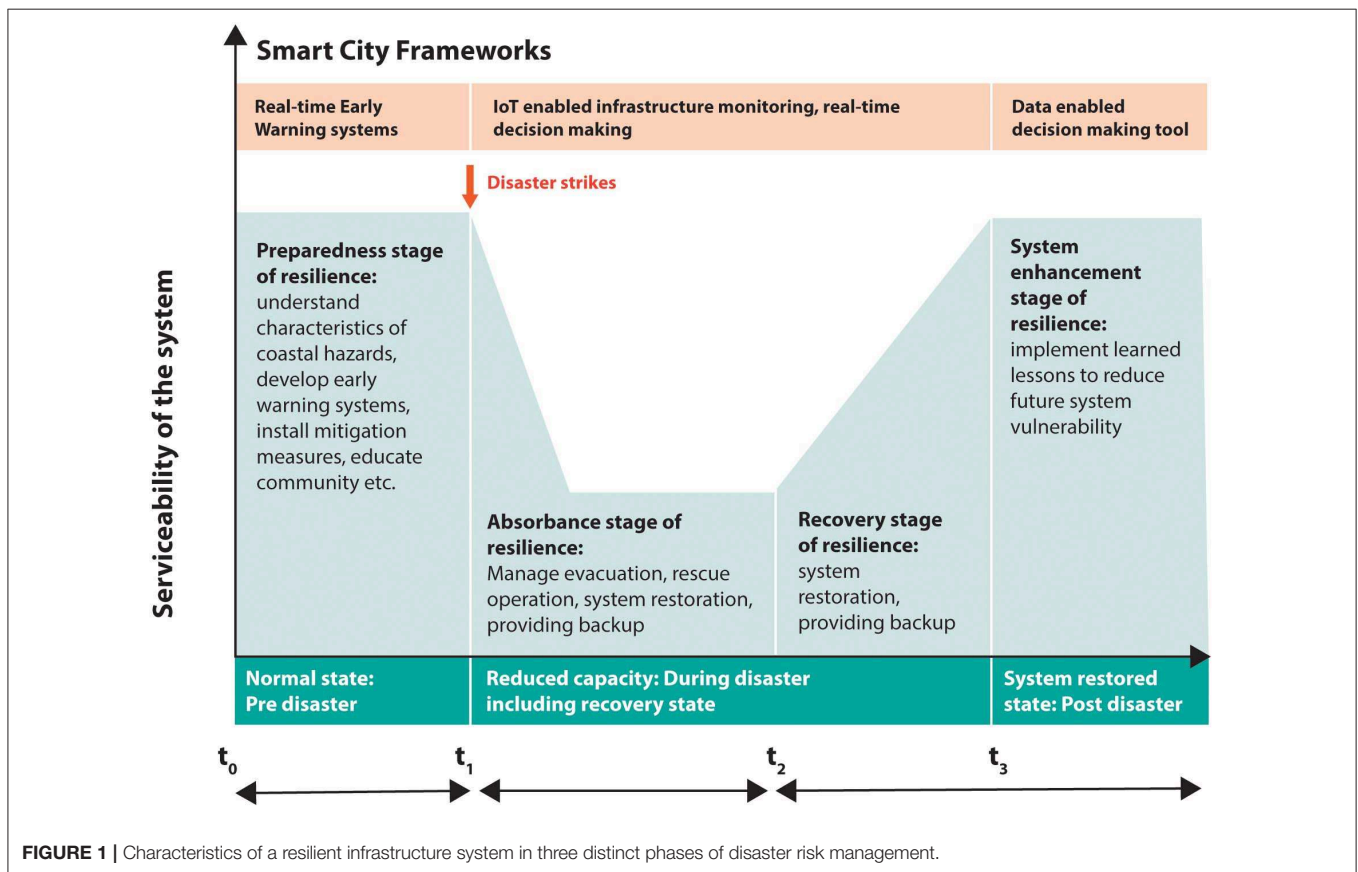 Smart City Frameworks
Real-time Early
Warning systems
IoT enabled infrastructure monitoring, real-time
decision making
Data enabled
decision making tool
Disaster strikes
Serviceability of the system
Preparedness stage
of resilience:
understand
characteristics of
coastal hazards,
develop early
warning systems,
install mitigation
measures, educate
community etc.
Absorbance stage of
resilience:
Manage evacuation, rescue
operation, system restoration,
providing backup
Recovery stage
of resilience:
system
restoration,
providing backup
System
enhancement
stage of
resilience:
implement learned
lessons to reduce
future system
vulnerability
Normal state:
Pre disaster
Reduced capacity: During disaster
including recovery state
System restored
state: Post disaster
t0
t1
t2
t3
FIGURE 1 | Characteristics of a resilient infrastructure system in three distinct phases of disaster risk management.